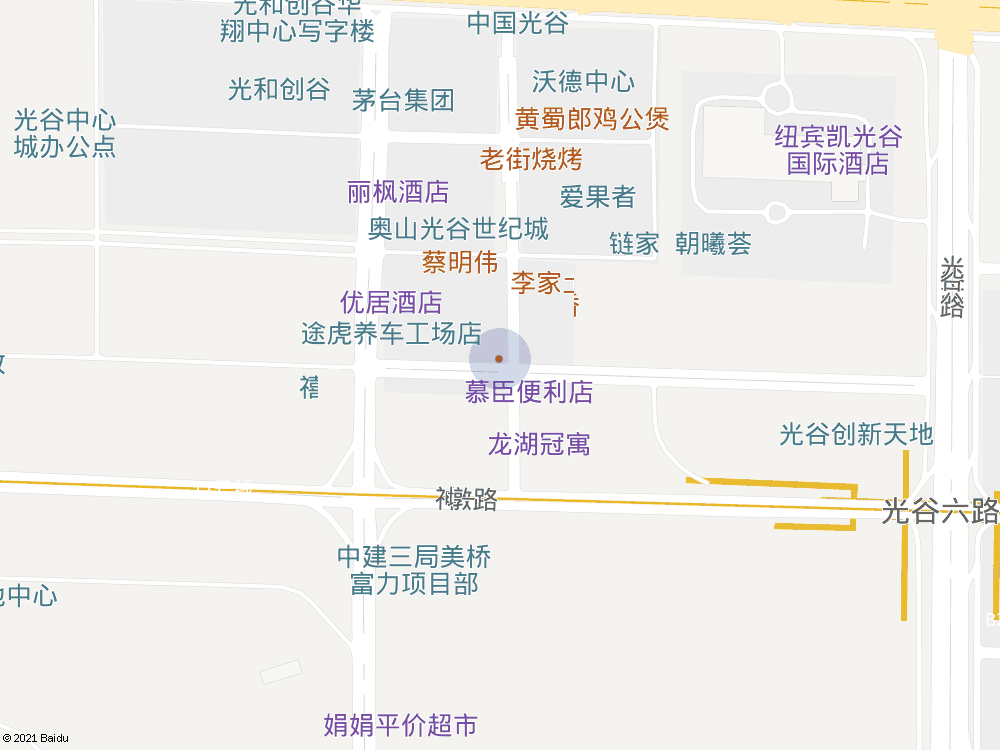 光和创谷华
翔中心写字楼
中国光谷
光和创谷
茅台集团
沃德中心
黄蜀郎鸡公煲
光谷中心
城办公点
纽宾凯光谷
国际酒店
老街烧烤
丽枫酒店
爱果者
奥山光谷世纪城
链家
朝曦荟
蔡明伟
李家
优居酒店
途虎养车工场店
慕臣便利店
光谷创新天地
龙湖冠寓
敦路
光谷六路
中建三局美桥
富力项目部
中心
娟娟平价超市
© 2021 Baidu